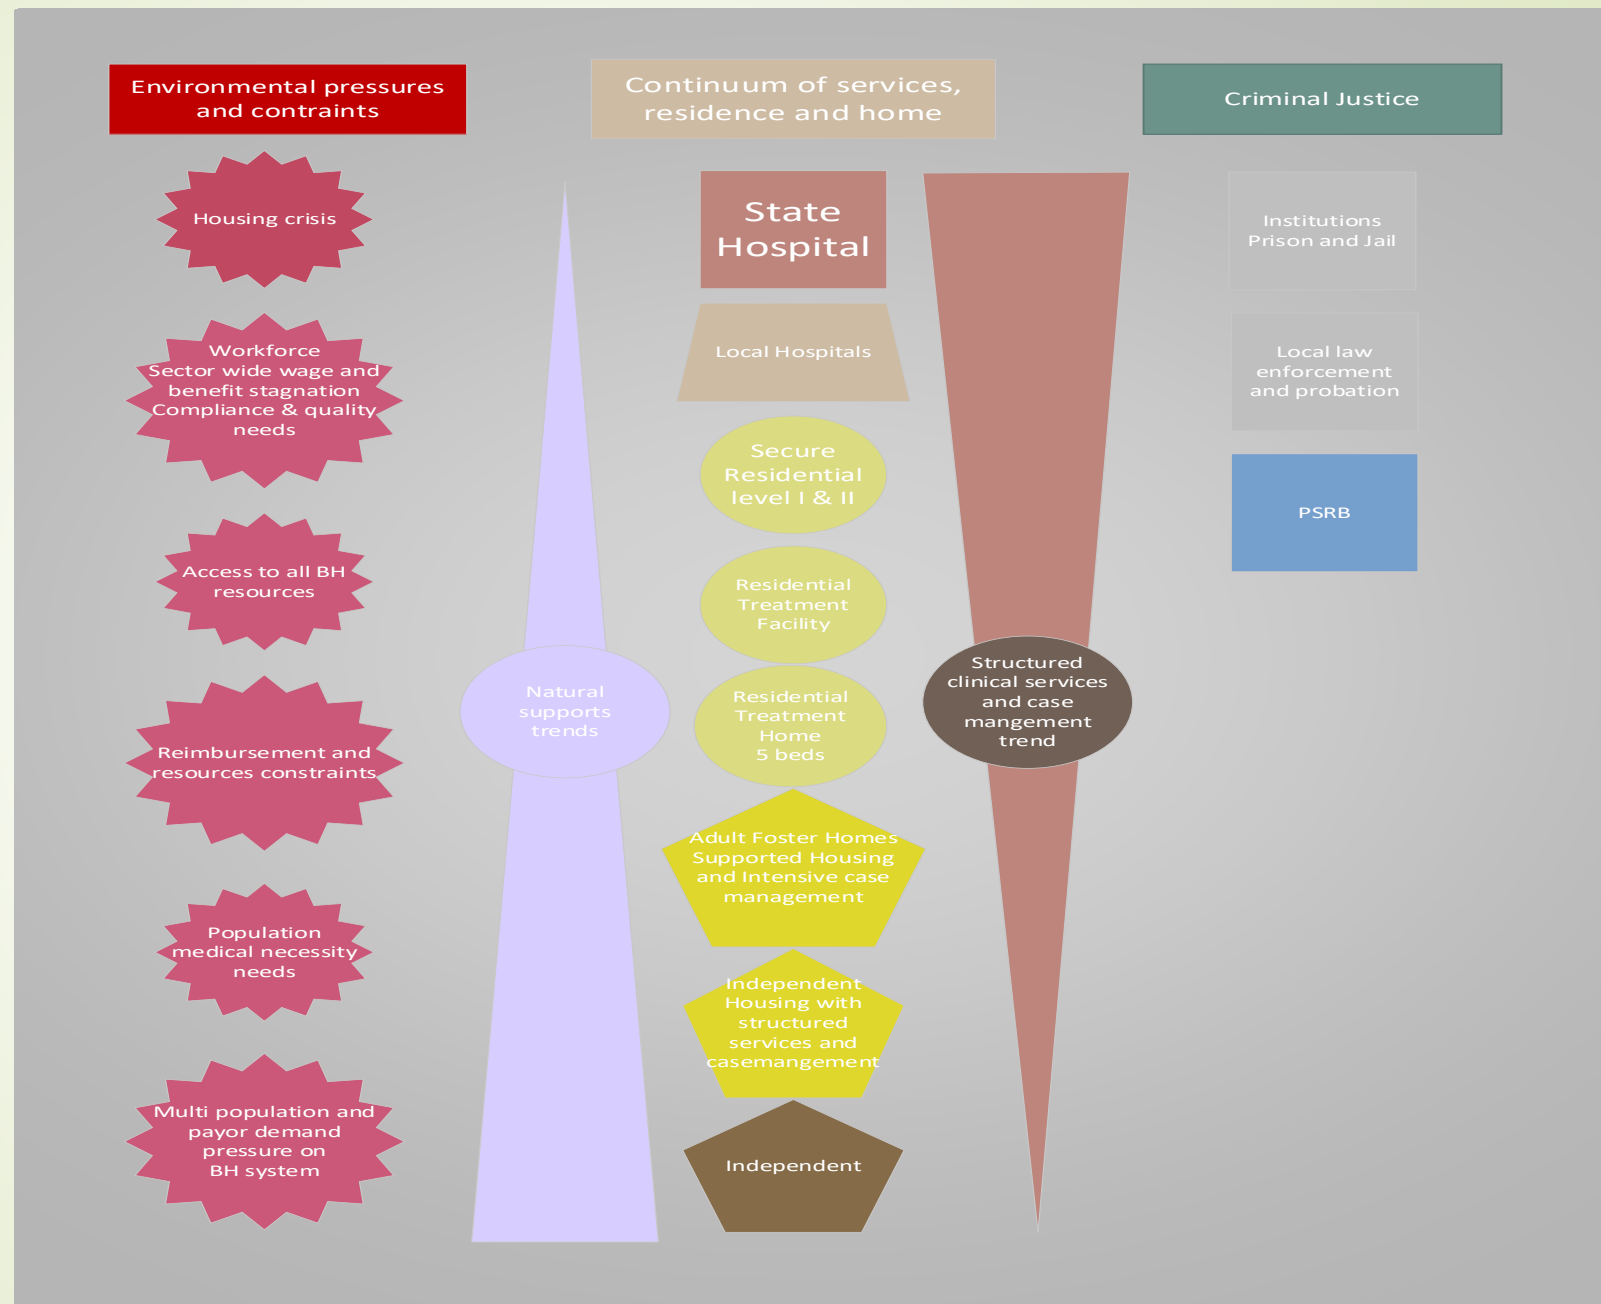 Environmental pressures
and contraints
Continuum of services,
residence and home
Criminal Justice
Housing crisis
Workforce
Sector wide wage and
benefit stagnation
Compliance & quality
needs
Access to all BH
resources
Reimbursement and
resources constraints
Population
medical necessity
needs
Multi population and
payor demand
pressure on
BH system
Natural
supports
trends
State
Hospital
Local Hospitals
Secure
Residential
level I & II
Residential
Treatment
Facility
Residential
Treatment
Home
5 beds
Adult Foster Homes
Supported Housing
and Intensive case
management
Independent
Housing with
structured
services and
casemangement
Independent
Structured
clinical services
and case
mangement
trend
Institutions
Prison and Jail
Local law
enforcement
and probation
PSRB